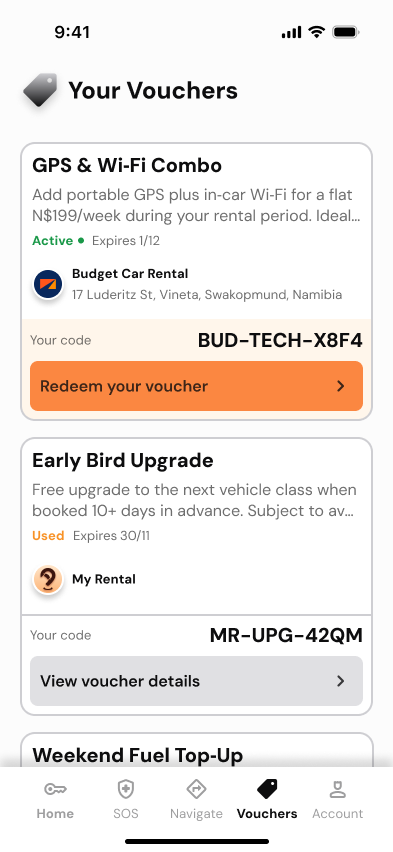 9:41
Your Vouchers
GPS & Wi-Fi Combo
Add portable GPS plus in-car Wi-Fi for a flat
N$199/week during your rental period. Ideal...
Active • Expires 1/12
Budget Car Rental
17 Luderitz St, Vineta, Swakopmund, Namibia
Your code BUD-TECH-X8F4
Redeem your voucher
Early Bird Upgrade
Free upgrade to the next vehicle class when
booked 10+ days in advance. Subject to av...
Used Expires 30/11
My Rental
Your code MR-UPG-42QM
View voucher details
Weekend Fuel Top-Up
Home SOS Navigate Vouchers Account